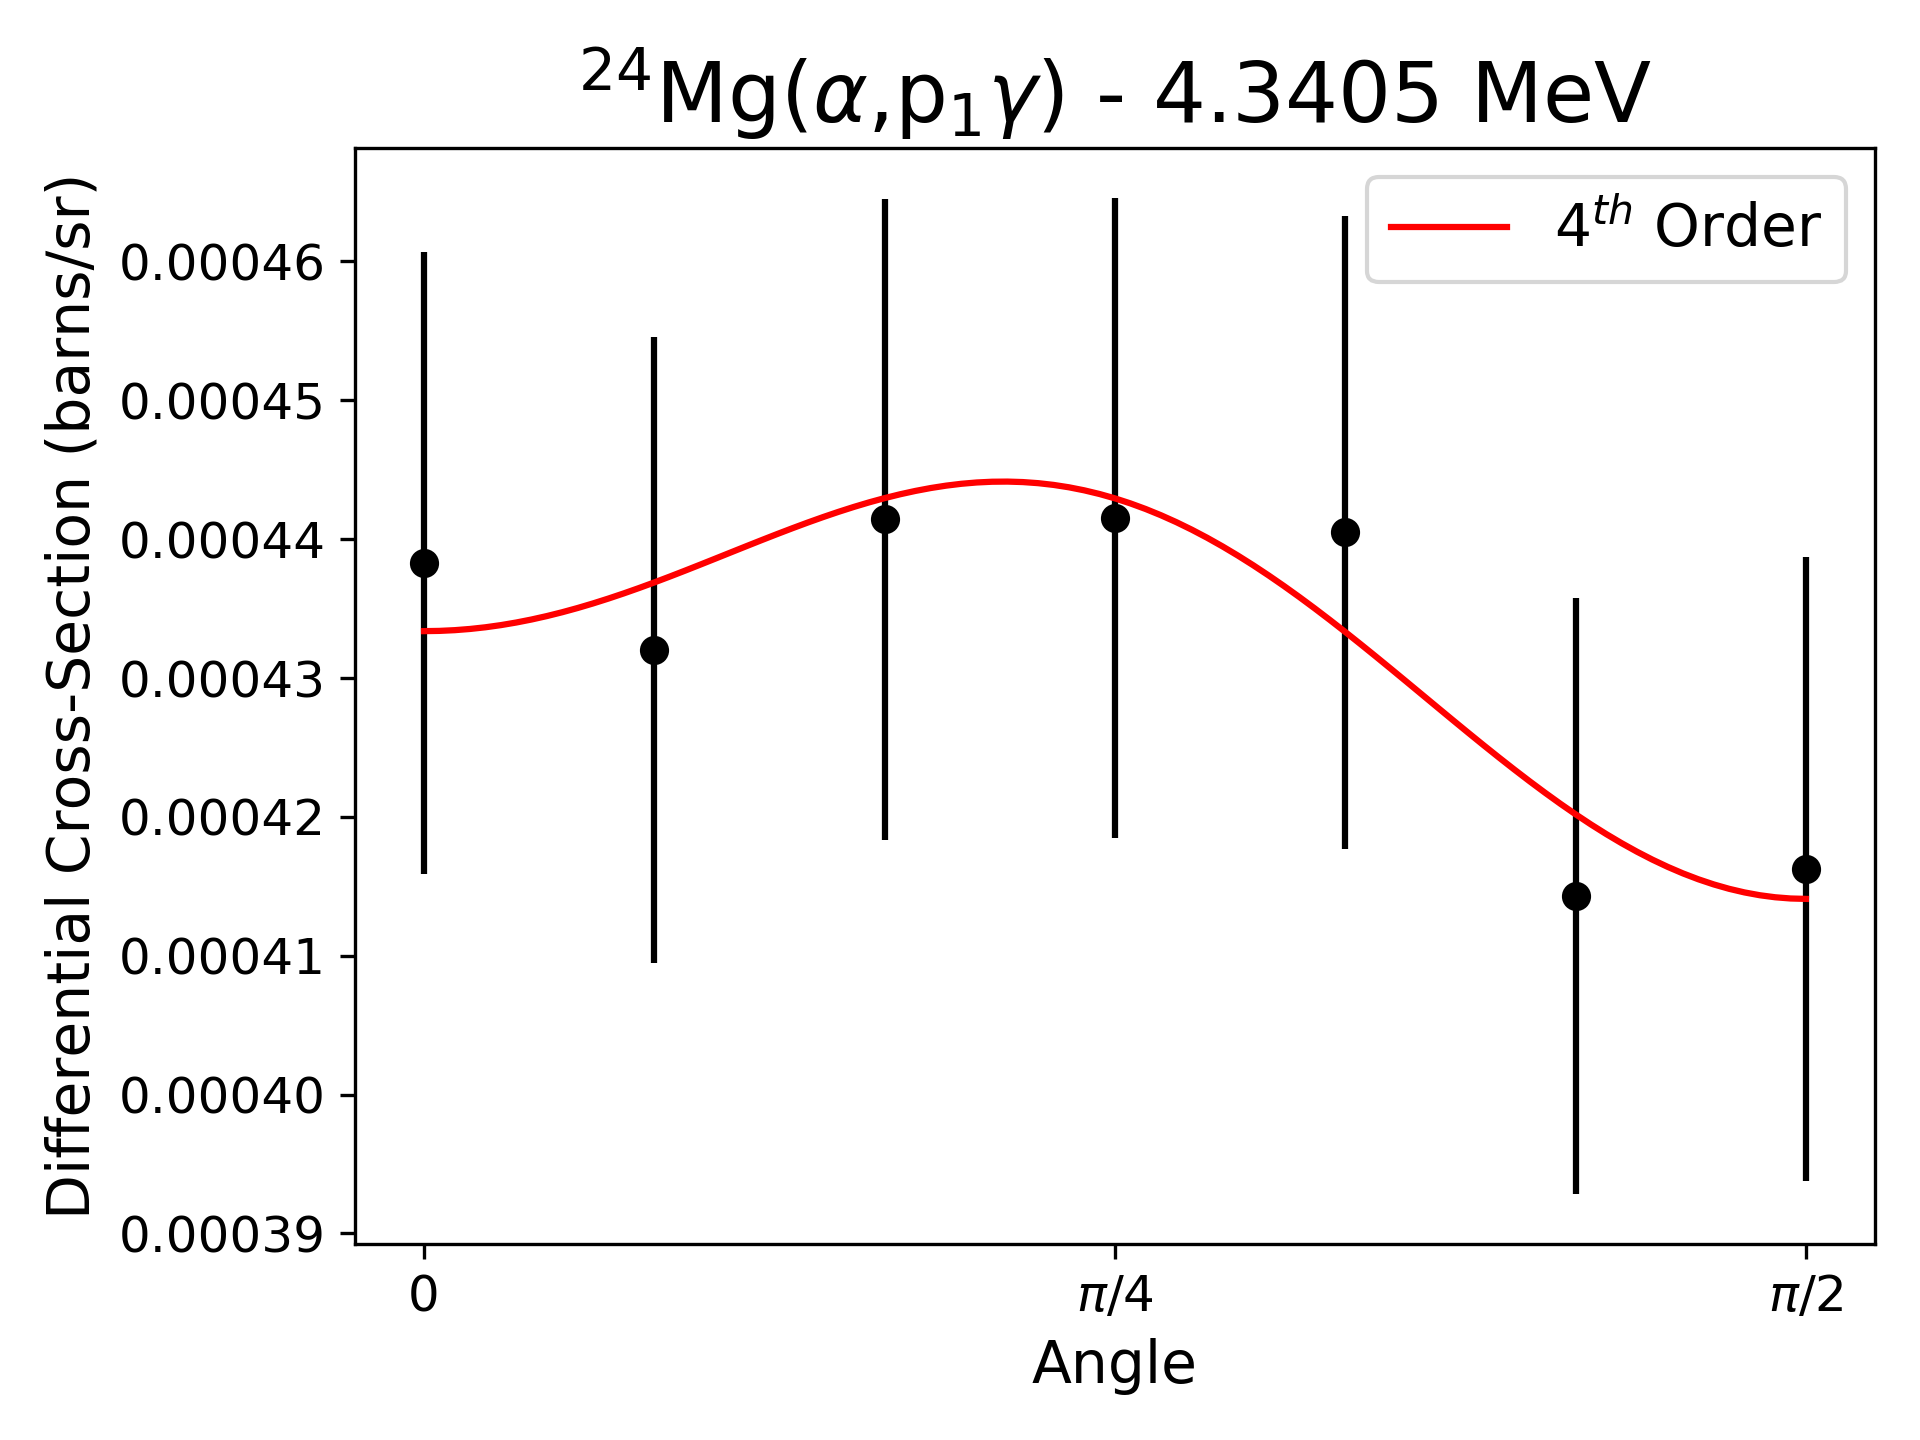 ²⁴Mg(α,p₁γ) - 4.3405 MeV
4ᵗʰ Order
Differential Cross-Section (barns/sr)
0.00046
0.00045
0.00044
0.00043
0.00042
0.00041
0.00040
0.00039
0 π/4 π/2
Angle